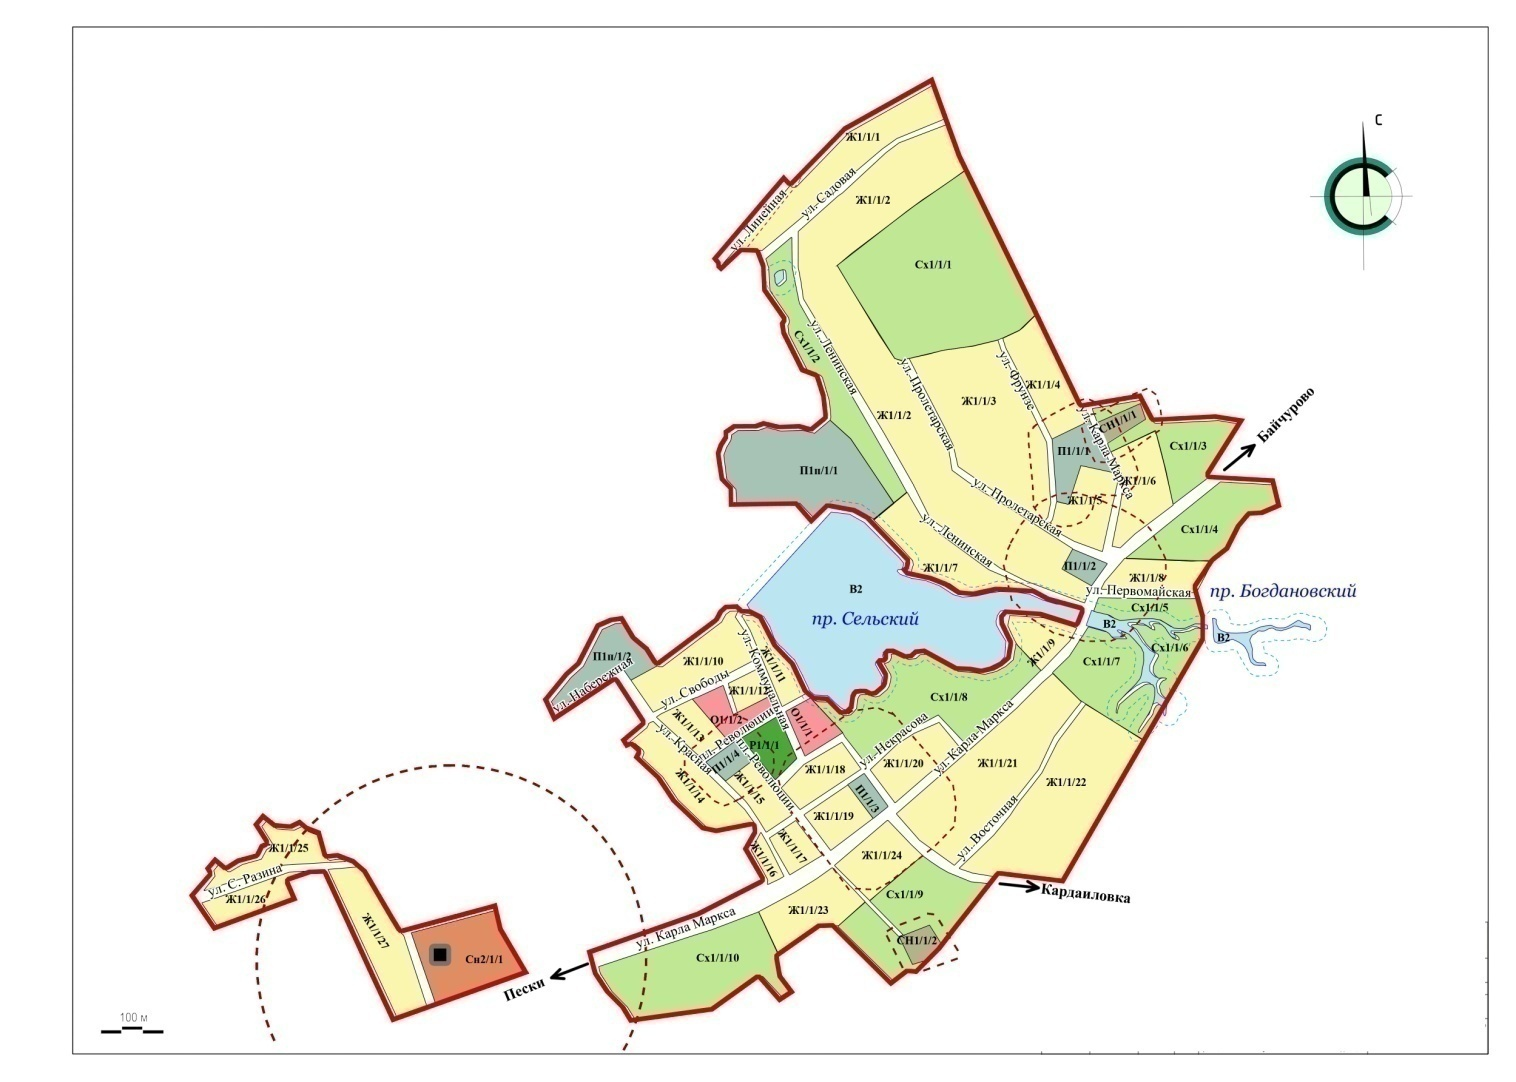 С
Ж1/1/1
ул. Садовая
ул. Линейная
Ж1/1/2
Сх1/1/1
Сх1/1/2
ул. Ленинская
ул. Пролетарская
ул. Фрунзе
Ж1/1/4
Ж1/1/3
Ж1/1/2
ул. Карла Маркса
СН1/1/1
Байчурово
Сх1/1/3
П1/1/1
П1п/1/1
Ж1/1/6
Ж1/1/5
ул. Пролетарская
ул. Ленинская
Сх1/1/4
П1/1/2
Ж1/1/7
Ж1/1/8
ул. Первомайская
пр. Богдановский
В2
пр. Сельский
Сх1/1/5
В2
В2
Сх1/1/6
Сх1/1/7
Ж1/1/9
П1п/1/2
ул. Набережная
Ж1/1/10
ул. Коммунальная
Ж1/1/11
ул. Свободы
Ж1/1/12
Сх1/1/8
О1/1/2
О1/1/1
Ж1/1/13
ул. Революции
ул. Красная
Р1/1/1
П1/1/4
пл. Революции
ул. Некрасова
ул. Карла Маркса
Ж1/1/14
Ж1/1/15
Ж1/1/18
Ж1/1/20
Ж1/1/21
Ж1/1/22
П1/1/3
Ж1/1/19
ул. Восточная
Ж1/1/17
Ж1/1/16
Ж1/1/24
Ж1/1/25
ул. С. Разина
Ж1/1/26
Ж1/1/27
Сх1/1/9
Кардаиловка
Ж1/1/23
ул. Карла Маркса
СН1/1/2
Сх1/1/10
Сн2/1/1
Пески
100 м